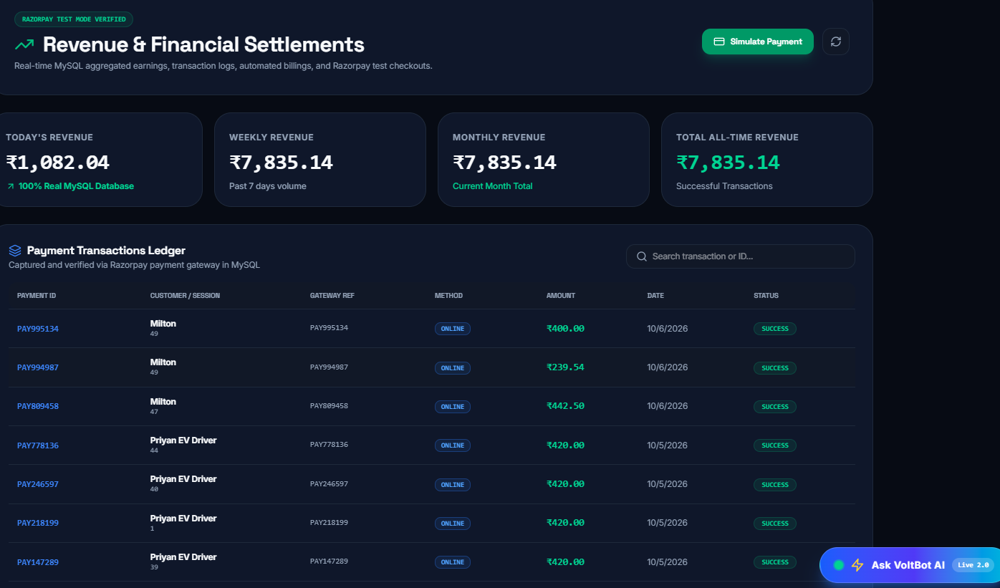 RAZORPAY TEST MODE VERIFIED
Revenue & Financial Settlements
Real-time MySQL aggregated earnings, transaction logs, automated billings, and Razorpay test checkouts.
Simulate Payment
TODAY'S REVENUE
₹1,082.04
100% Real MySQL Database
WEEKLY REVENUE
₹7,835.14
Past 7 days volume
MONTHLY REVENUE
₹7,835.14
Current Month Total
TOTAL ALL-TIME REVENUE
₹7,835.14
Successful Transactions
Payment Transactions Ledger
Captured and verified via Razorpay payment gateway in MySQL
Search transaction or ID...
PAYMENT ID CUSTOMER / SESSION GATEWAY REF METHOD AMOUNT DATE STATUS
PAY995134 Milton PAY995134 ONLINE ₹400.00 10/6/2026 SUCCESS
49
PAY994987 Milton PAY994987 ONLINE ₹239.54 10/6/2026 SUCCESS
49
PAY809458 Milton PAY809458 ONLINE ₹442.50 10/6/2026 SUCCESS
47
PAY778136 Priyan EV Driver PAY778136 ONLINE ₹420.00 10/5/2026 SUCCESS
44
PAY246597 Priyan EV Driver PAY246597 ONLINE ₹420.00 10/5/2026 SUCCESS
40
PAY218199 Priyan EV Driver PAY218199 ONLINE ₹420.00 10/5/2026 SUCCESS
1
PAY147289 Priyan EV Driver PAY147289 ONLINE ₹420.00 10/5/2026 SUCCESS
39
Ask VoltBot AI Live 2.0